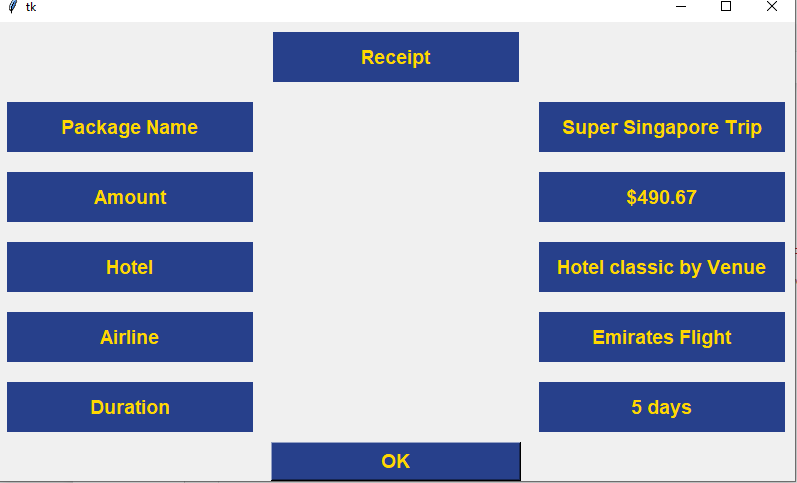 tk
Receipt
Package Name
Super Singapore Trip
Amount
$490.67
Hotel
Hotel classic by Venue
Airline
Emirates Flight
Duration
5 days
OK